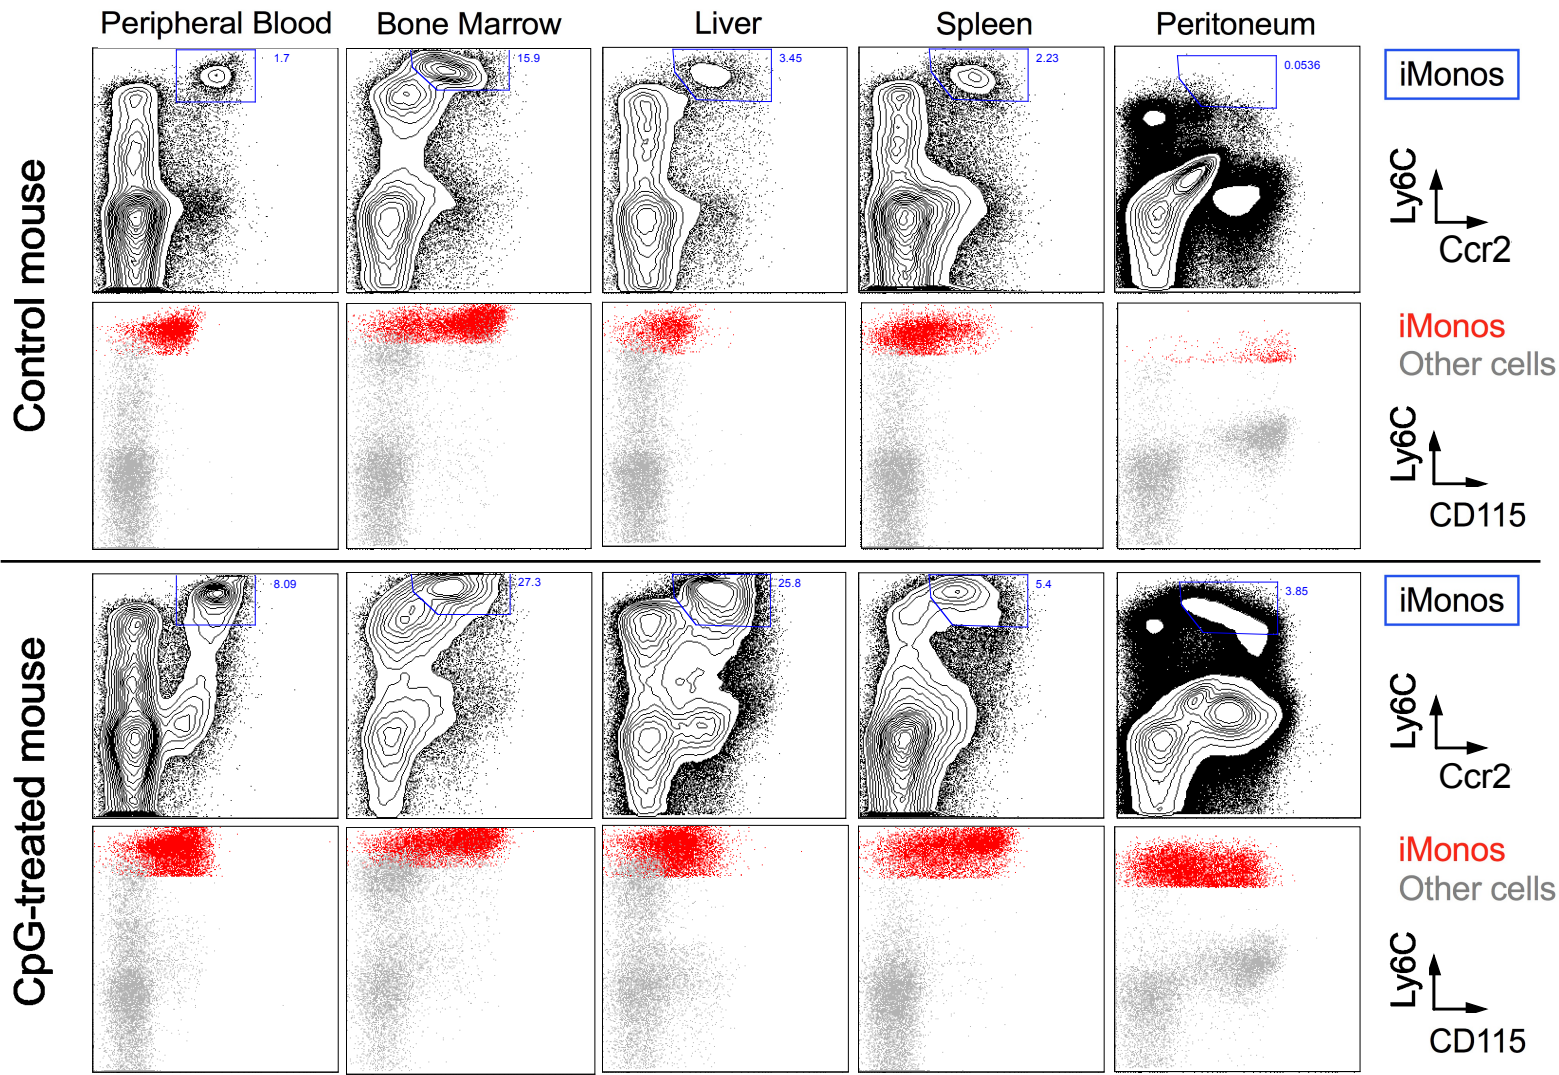 Peripheral Blood Bone Marrow Liver Spleen Peritoneum
Control mouse
1.7 15.9 3.45 2.23 0.0536
iMonos
Ly6C
Ccr2
iMonos
Other cells
Ly6C
CD115
CpG-treated mouse
8.09 27.3 25.8 5.4 3.85
iMonos
Ly6C
Ccr2
iMonos
Other cells
Ly6C
CD115